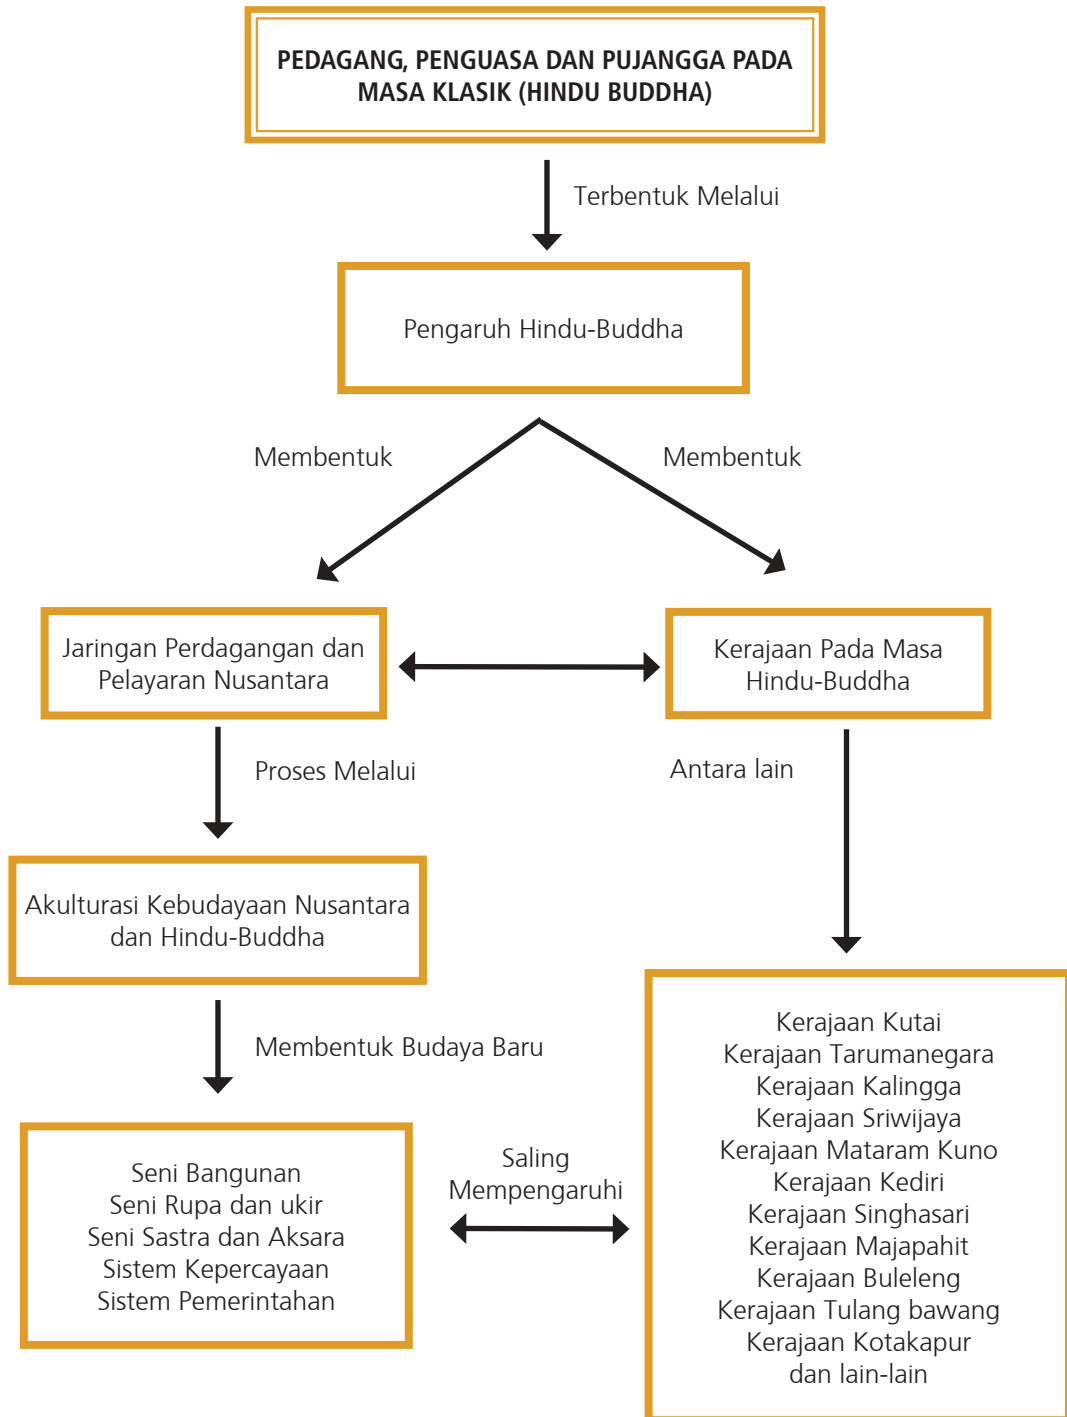 PEDAGANG, PENGUASA DAN PUJANGGA PADA
MASA KLASIK (HINDU BUDDHA)
Terbentuk Melalui
Pengaruh Hindu-Buddha
Membentuk
Membentuk
Jaringan Perdagangan dan
Pelayaran Nusantara
Kerajaan Pada Masa
Hindu-Buddha
Proses Melalui
Antara lain
Akulturasi Kebudayaan Nusantara
dan Hindu-Buddha
Membentuk Budaya Baru
Seni Bangunan
Seni Rupa dan ukir
Seni Sastra dan Aksara
Sistem Kepercayaan
Sistem Pemerintahan
Saling
Mempengaruhi
Kerajaan Kutai
Kerajaan Tarumanegara
Kerajaan Kalingga
Kerajaan Sriwijaya
Kerajaan Mataram Kuno
Kerajaan Kediri
Kerajaan Singhasari
Kerajaan Majapahit
Kerajaan Buleleng
Kerajaan Tulang bawang
Kerajaan Kotakapur
dan lain-lain